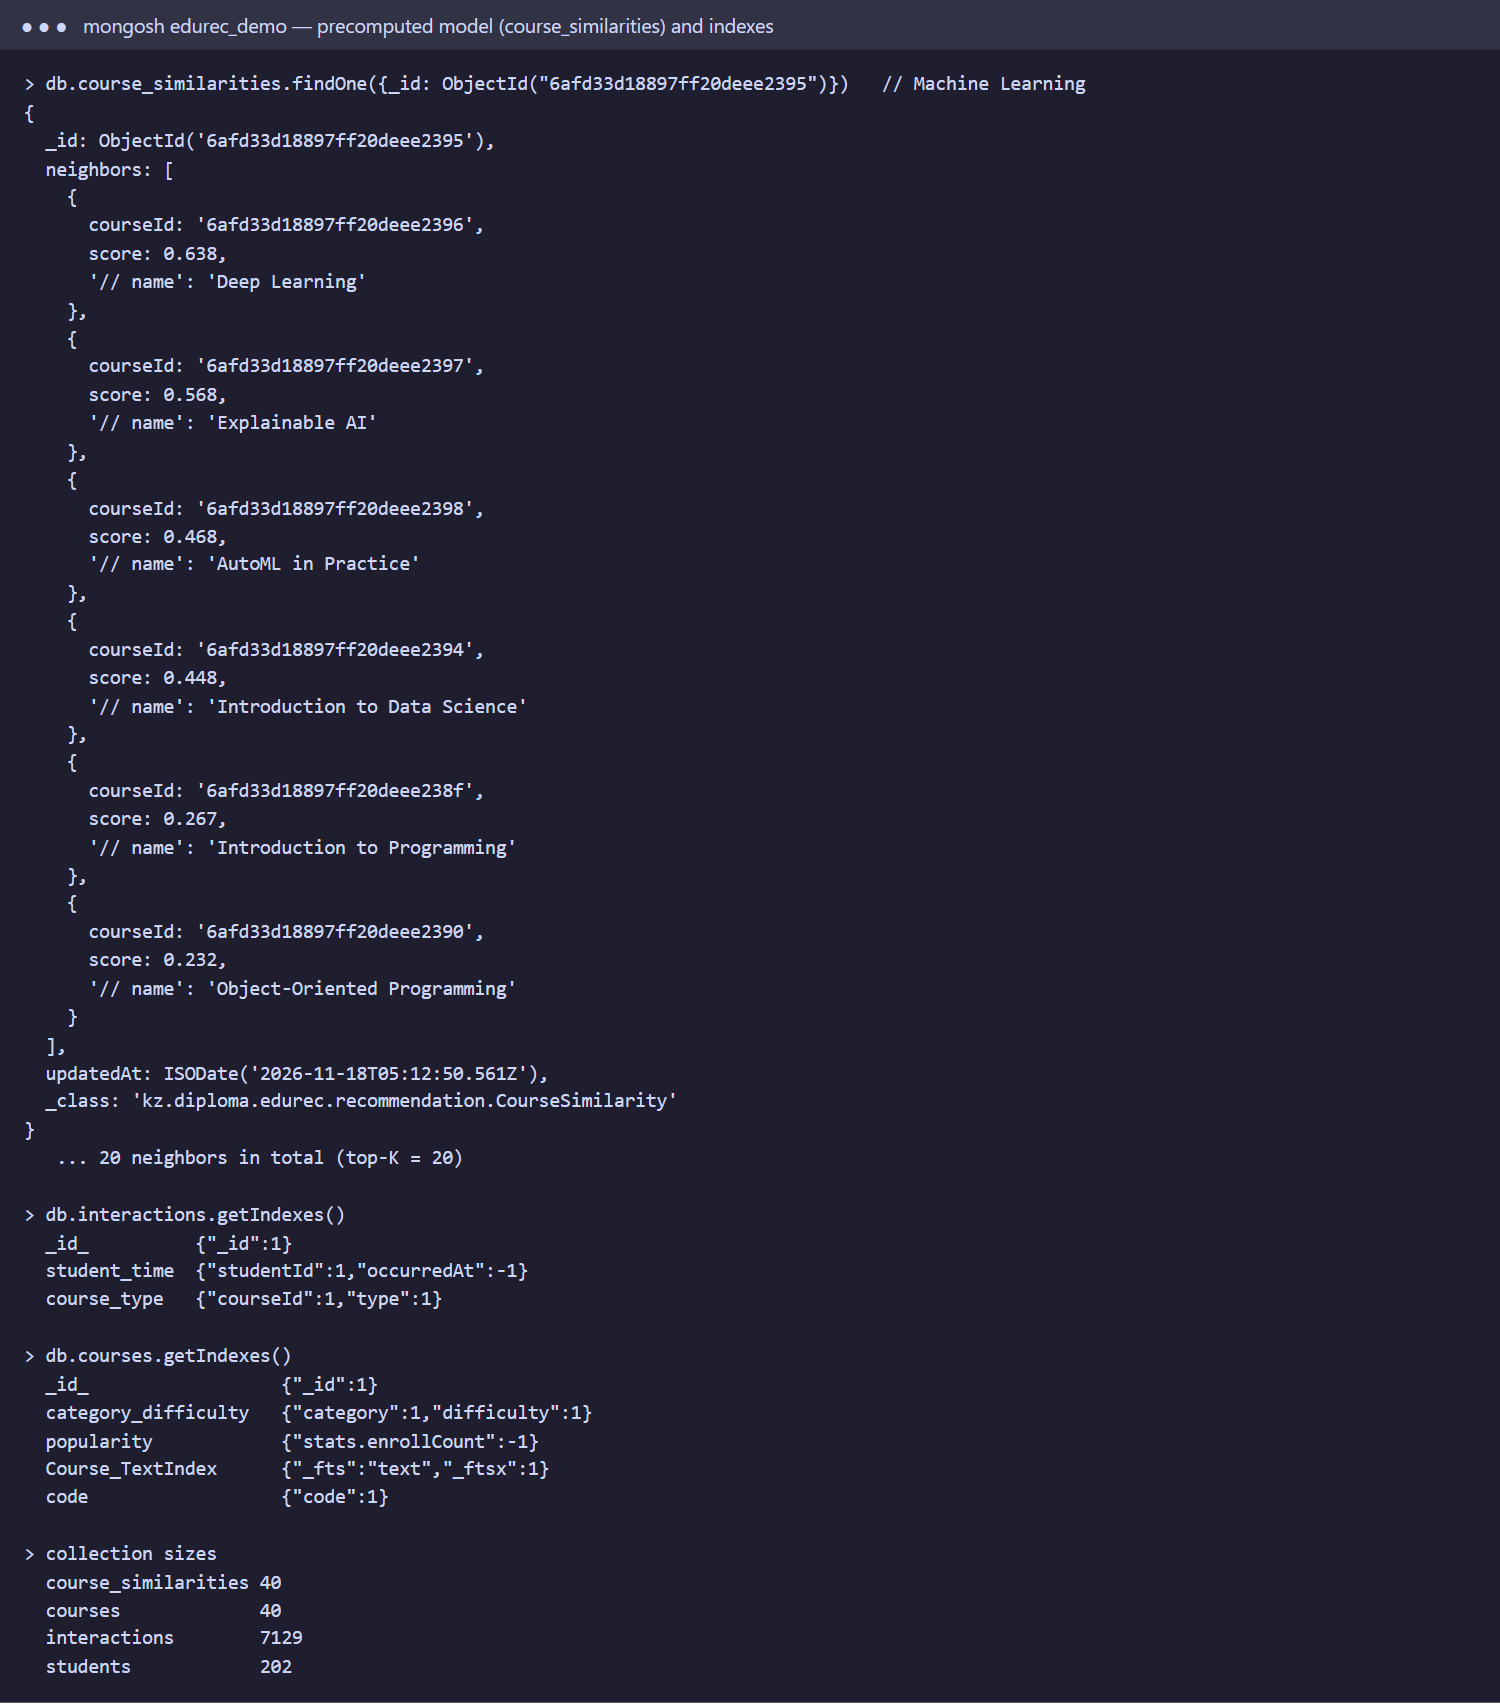 mongosh edurec_demo — precomputed model (course_similarities) and indexes
> db.course_similarities.findOne({_id: ObjectId("6afd33d18897ff20deee2395")})   // Machine Learning
{
  _id: ObjectId('6afd33d18897ff20deee2395'),
  neighbors: [
    {
      courseId: '6afd33d18897ff20deee2396',
      score: 0.638,
      '// name': 'Deep Learning'
    },
    {
      courseId: '6afd33d18897ff20deee2397',
      score: 0.568,
      '// name': 'Explainable AI'
    },
    {
      courseId: '6afd33d18897ff20deee2398',
      score: 0.468,
      '// name': 'AutoML in Practice'
    },
    {
      courseId: '6afd33d18897ff20deee2394',
      score: 0.448,
      '// name': 'Introduction to Data Science'
    },
    {
      courseId: '6afd33d18897ff20deee238f',
      score: 0.267,
      '// name': 'Introduction to Programming'
    },
    {
      courseId: '6afd33d18897ff20deee2390',
      score: 0.232,
      '// name': 'Object-Oriented Programming'
    }
  ],
  updatedAt: ISODate('2026-11-18T05:12:50.561Z'),
  _class: 'kz.diploma.edurec.recommendation.CourseSimilarity'
}
   ... 20 neighbors in total (top-K = 20)
> db.interactions.getIndexes()
  _id_          {"_id":1}
  student_time  {"studentId":1,"occurredAt":-1}
  course_type   {"courseId":1,"type":1}
> db.courses.getIndexes()
  _id_                  {"_id":1}
  category_difficulty   {"category":1,"difficulty":1}
  popularity            {"stats.enrollCount":-1}
  Course_TextIndex      {"_fts":"text","_ftsx":1}
  code                  {"code":1}
> collection sizes
  course_similarities 40
  courses             40
  interactions        7129
  students            202